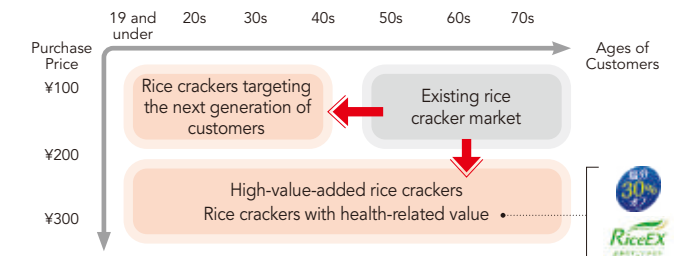 19 and under
20s
30s
40s
50s
60s
70s
Purchase
Price
Ages of
Customers
¥100
¥200
¥300
Rice crackers targeting
the next generation of
customers
Existing rice
cracker market
High-value-added rice crackers
Rice crackers with health-related value
塩分
30%
RiceEX